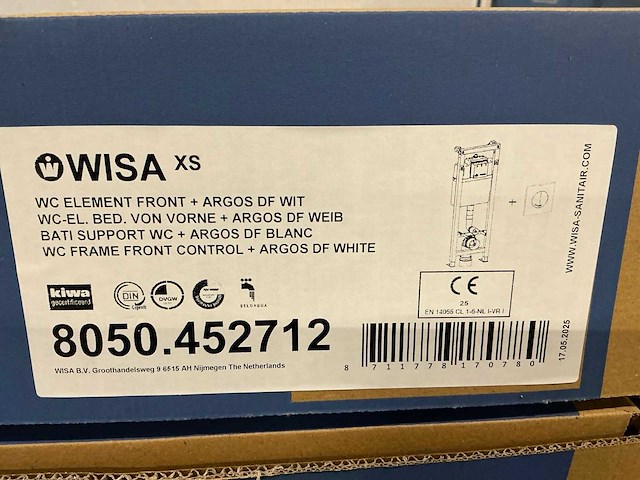 WISA XS
WC ELEMENT FRONT + ARGOS DF WIT
WC-EL. BED. VON VORNE + ARGOS DF WEIB
BATI SUPPORT WC + ARGOS DF BLANC
WC FRAME FRONT CONTROL + ARGOS DF WHITE
kiwa
gecertificeerd
DIN
DVGW
BELGAQUA
8050.452712
WISA B.V. Groothandelsweg 9 6515 AH Nijmegen The Netherlands
+
CE
25
EN 14055 CL 1-6-NL I-VR I
8 711778 170780
WWW.WISA-SANITAIR.COM
17.05.2025